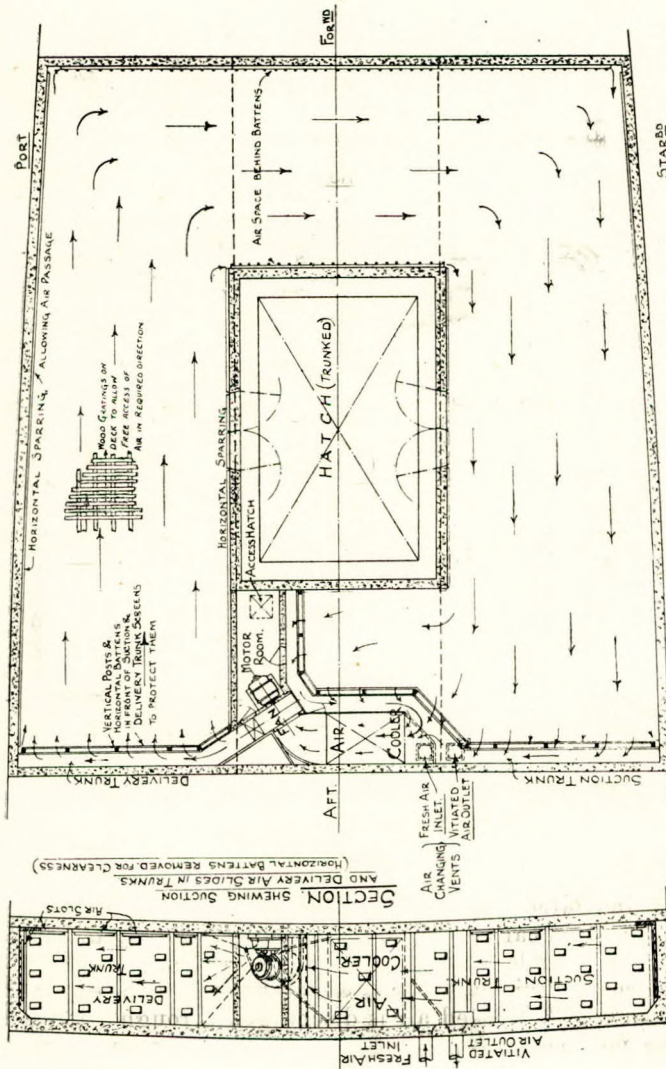 PORT
FORWD
STARBD
AFT.
HORIZONTAL SPARRING, ALLOWING AIR PASSAGE
AIR SPACE BEHIND BATTENS
WOOD GRATINGS ON
DECK TO ALLOW
FREE ACCESS OF
AIR IN REQUIRED DIRECTION
HORIZONTAL SPARRING
HATCH (TRUNKED)
ACCESS HATCH
MOTOR
ROOM.
VERTICAL POSTS &
HORIZONTAL BATTENS
IN FRONT OF SUCTION &
DELIVERY TRUNK SCREENS
TO PROTECT THEM
FAN
AIR
COOLER
DELIVERY TRUNK
SUCTION TRUNK
AIR
CHANGING
VENTS
FRESH AIR
INLET.
VITIATED
AIR OUTLET
SECTION SHEWING SUCTION
AND DELIVERY AIR SLIDES IN TRUNKS
(HORIZONTAL BATTENS REMOVED FOR CLEARNESS)
AIR SLOTS
DELIVERY
TRUNK
AIR
COOLER
SUCTION TRUNK
FRESH AIR
INLET
VITIATED
AIR OUTLET